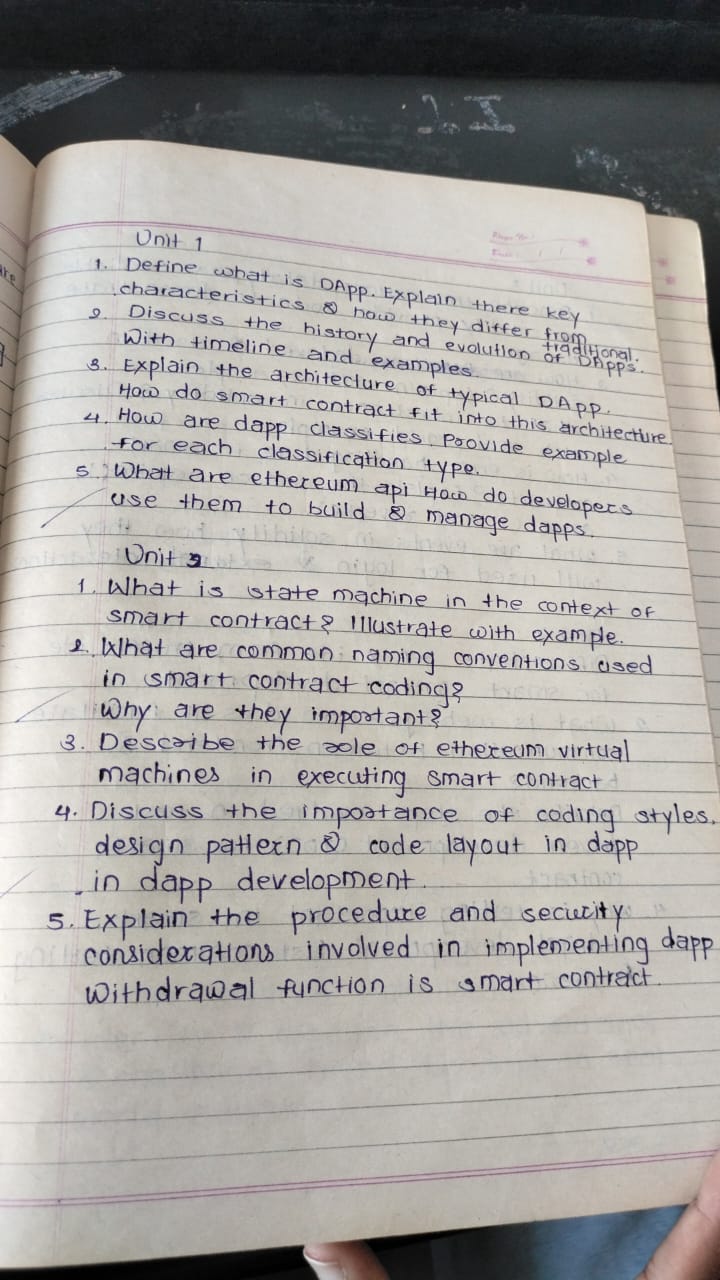 Unit 1
1. Define what is DApp. Explain there key
characteristics & how they differ from
traditional.
2. Discuss the history and evolution of DApps.
With timeline and examples.
3. Explain the architecture of typical DApp.
How do smart contract fit into this architecture
4. How are dapp classifies Provide example
for each classification type.
5. What are ethereum api How do developers
use them to build & manage dapps.
Unit
1. What is state machine in the context of
smart contract? Illustrate with example.
2. What are common naming conventions used
in smart contract coding?
Why are they important?
3. Describe the role of ethereum virtual
machines in executing smart contract
4. Discuss the importance of coding styles,
design pattern & code layout in dapp
in dapp development.
5. Explain the procedure and security
considerations involved in implementing dapp
withdrawal function is smart contract.